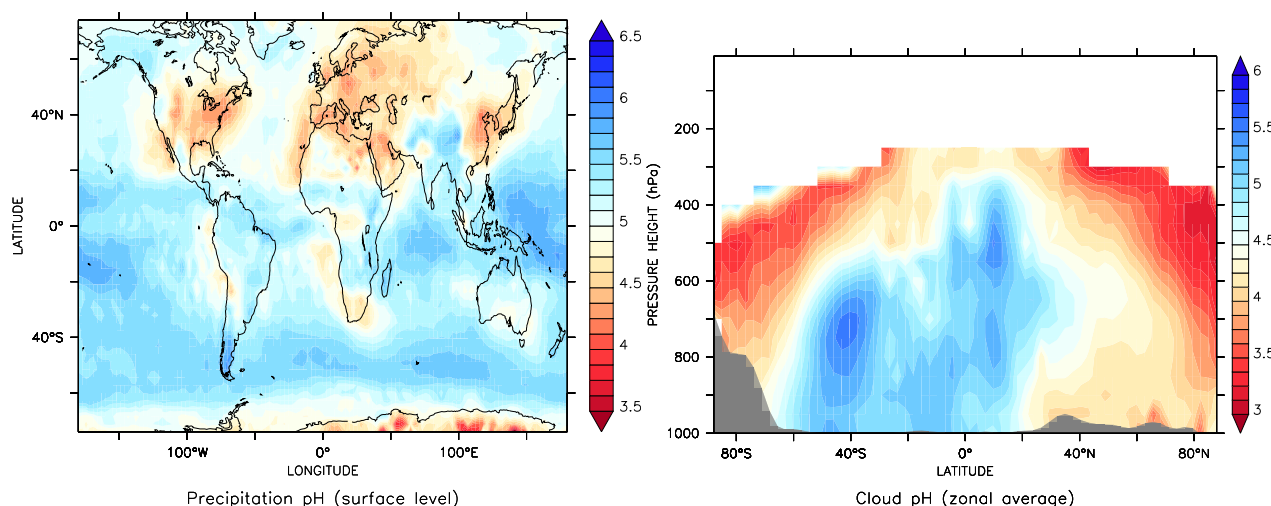 6.5
6
5.5
5
4.5
4
3.5
LATITUDE
40°N
0°
40°S
100°W
0°
100°E
LONGITUDE
Precipitation pH (surface level)
6
5.5
5
4.5
4
3.5
3
PRESSURE HEIGHT (hPa)
200
400
600
800
1000
80°S
40°S
0°
40°N
80°N
LATITUDE
Cloud pH (zonal average)